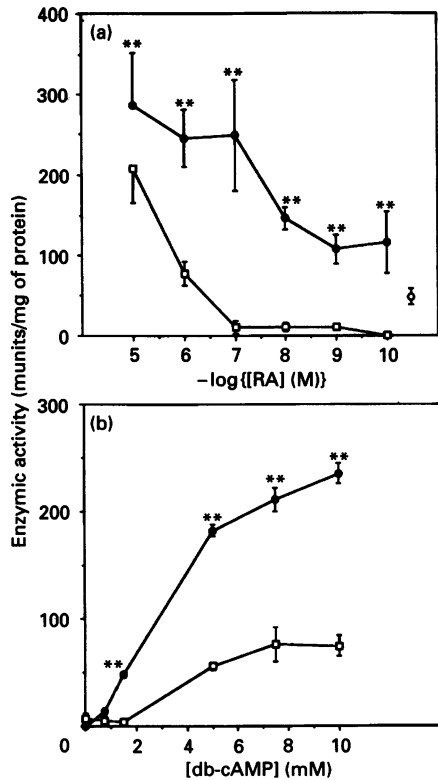 Enzymic activity (munits/mg of protein)
(a)
400
300
200
100
0
** ** ** ** ** **
5 6 7 8 9 10
−log{[RA] (M)}
(b)
300
200
100
0
** ** ** **
2 4 6 8 10
[db-cAMP] (mM)